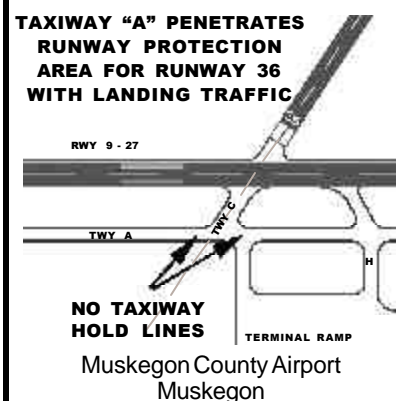 TAXIWAY “A” PENETRATES
RUNWAY PROTECTION
AREA FOR RUNWAY 36
WITH LANDING TRAFFIC
RWY 9 - 27
TWY C
TWY A
H
NO TAXIWAY
HOLD LINES
TERMINAL RAMP
Muskegon County Airport
Muskegon